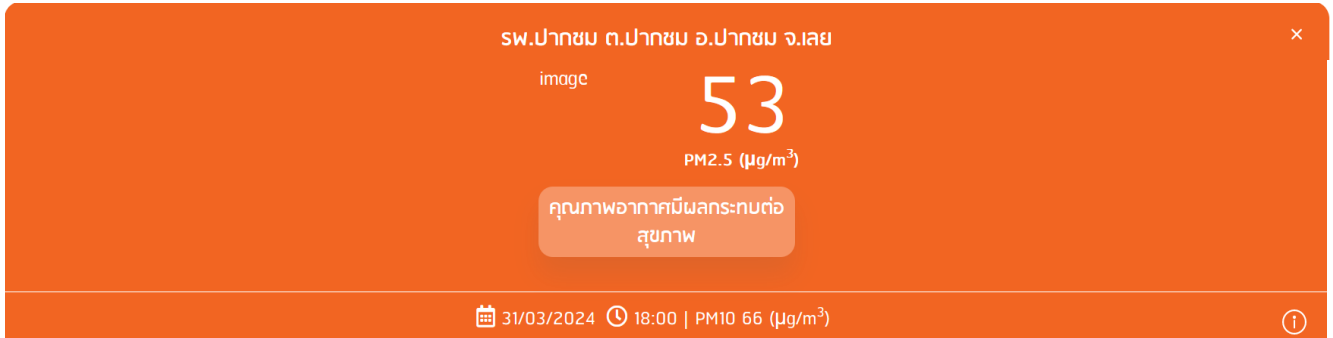 รพ.ปากชม ต.ปากชม อ.ปากชม จ.เลย
×
image
53
PM2.5 (µg/m³)
คุณภาพอากาศมีผลกระทบต่อ
สุขภาพ
31/03/2024 18:00 | PM10 66 (µg/m³)